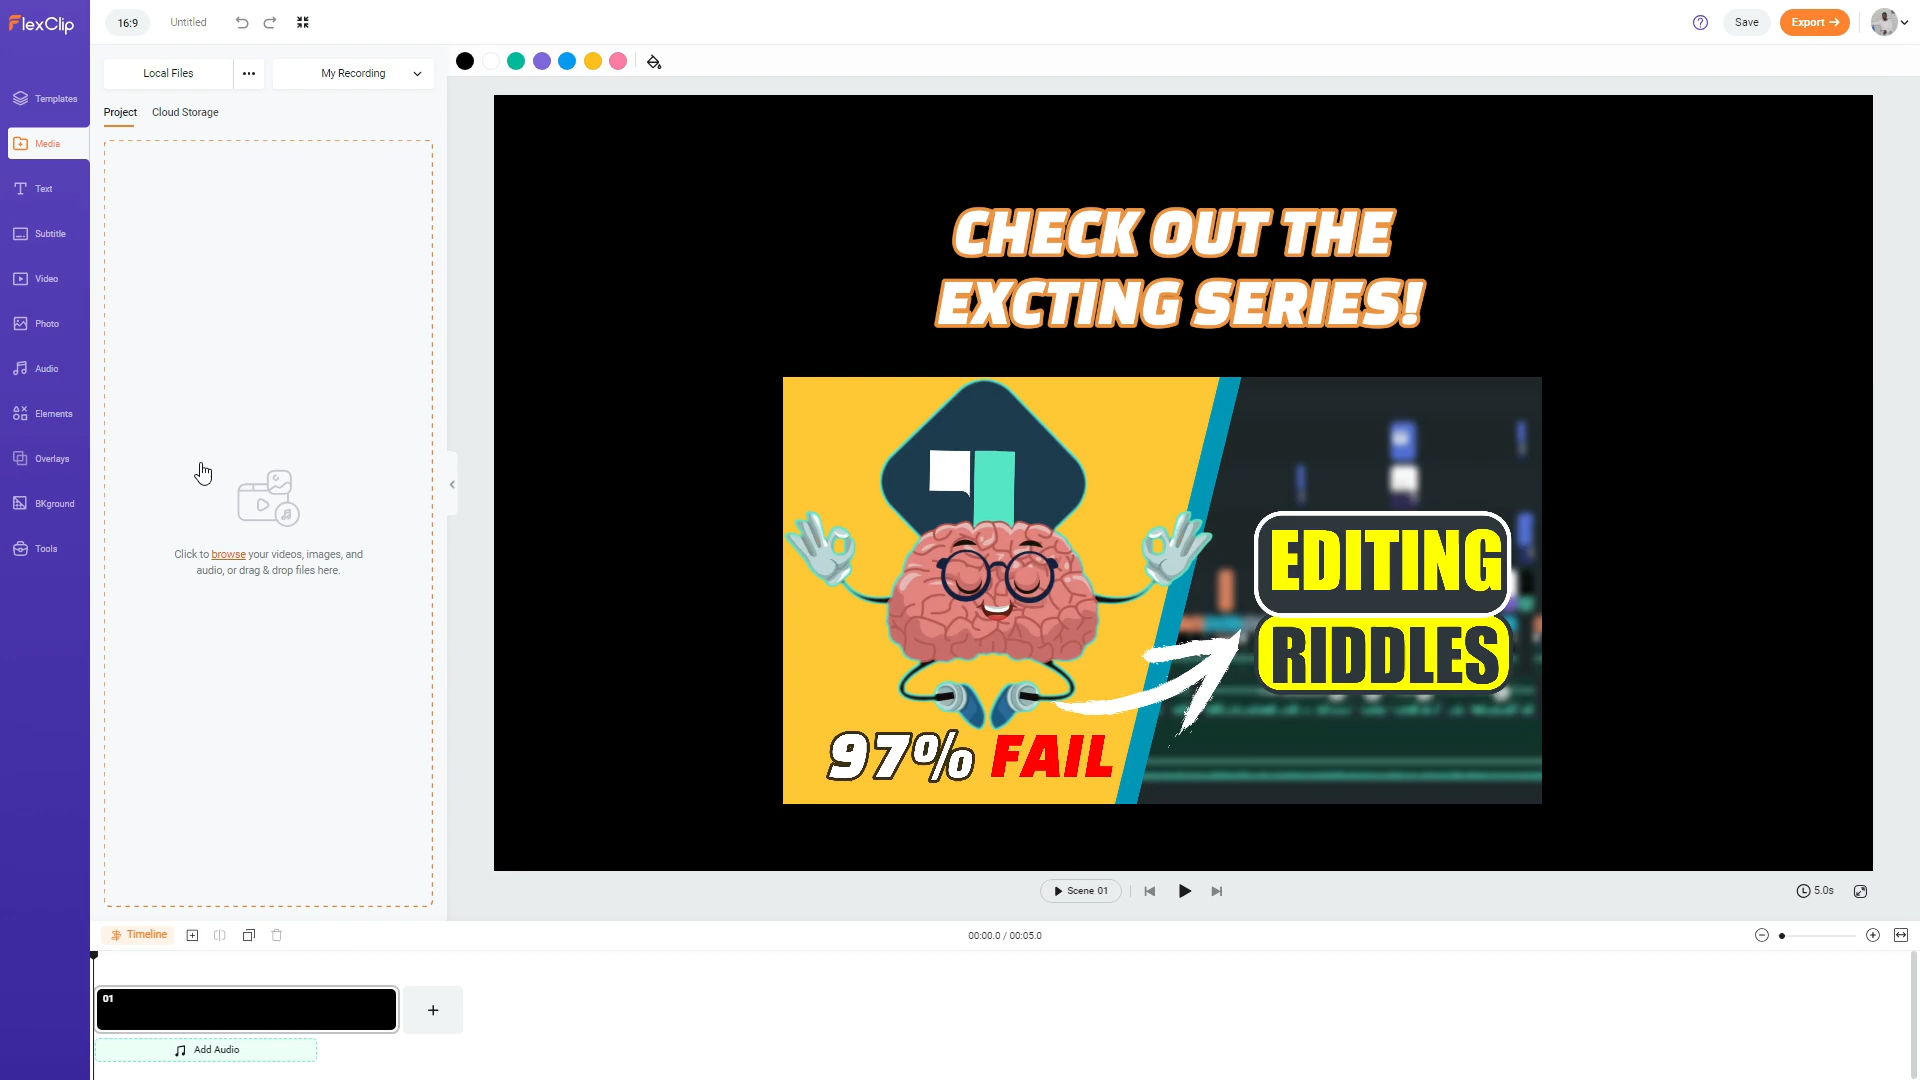 FlexClip
16:9
Untitled
Save
Export
Local Files
My Recording
Project
Cloud Storage
Templates
Media
Text
Subtitle
Video
Photo
Audio
Elements
Overlays
BKground
Tools
Click to browse your videos, images, and
audio, or drag & drop files here.
CHECK OUT THE
EXCTING SERIES!
EDITING
RIDDLES
97% FAIL
Scene 01
5.0s
Timeline
00:00.0 / 00:05.0
01
+
Add Audio